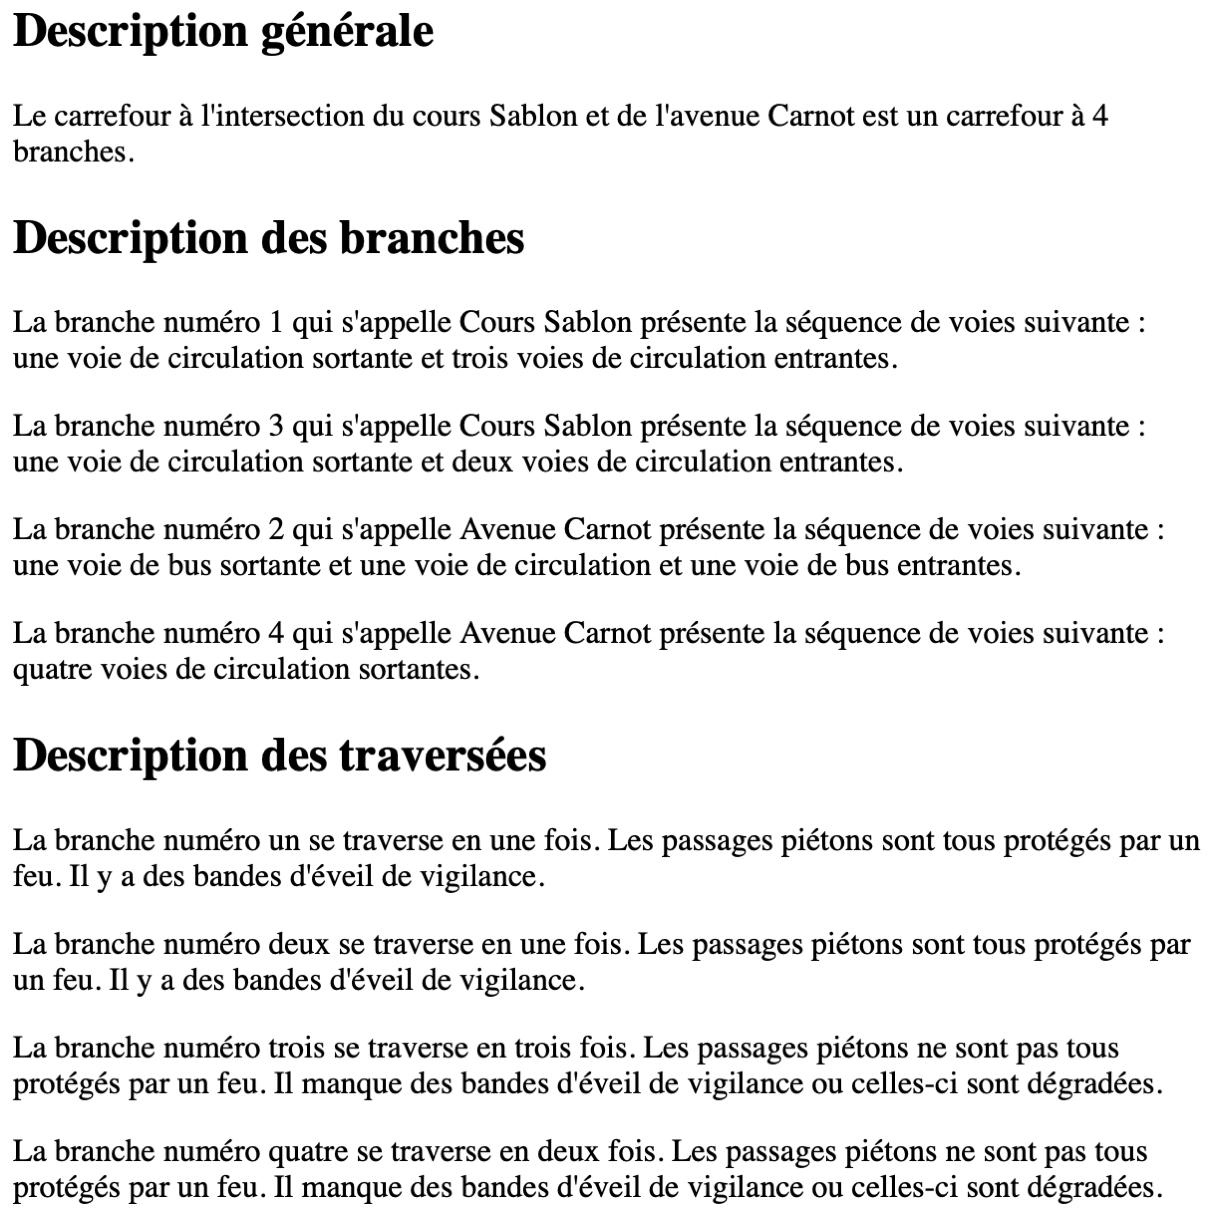 Description générale
Le carrefour à l'intersection du cours Sablon et de l'avenue Carnot est un carrefour à 4
branches.
Description des branches
La branche numéro 1 qui s'appelle Cours Sablon présente la séquence de voies suivante :
une voie de circulation sortante et trois voies de circulation entrantes.
La branche numéro 3 qui s'appelle Cours Sablon présente la séquence de voies suivante :
une voie de circulation sortante et deux voies de circulation entrantes.
La branche numéro 2 qui s'appelle Avenue Carnot présente la séquence de voies suivante :
une voie de bus sortante et une voie de circulation et une voie de bus entrantes.
La branche numéro 4 qui s'appelle Avenue Carnot présente la séquence de voies suivante :
quatre voies de circulation sortantes.
Description des traversées
La branche numéro un se traverse en une fois. Les passages piétons sont tous protégés par un
feu. Il y a des bandes d'éveil de vigilance.
La branche numéro deux se traverse en une fois. Les passages piétons sont tous protégés par
un feu. Il y a des bandes d'éveil de vigilance.
La branche numéro trois se traverse en trois fois. Les passages piétons ne sont pas tous
protégés par un feu. Il manque des bandes d'éveil de vigilance ou celles-ci sont dégradées.
La branche numéro quatre se traverse en deux fois. Les passages piétons ne sont pas tous
protégés par un feu. Il manque des bandes d'éveil de vigilance ou celles-ci sont dégradées.